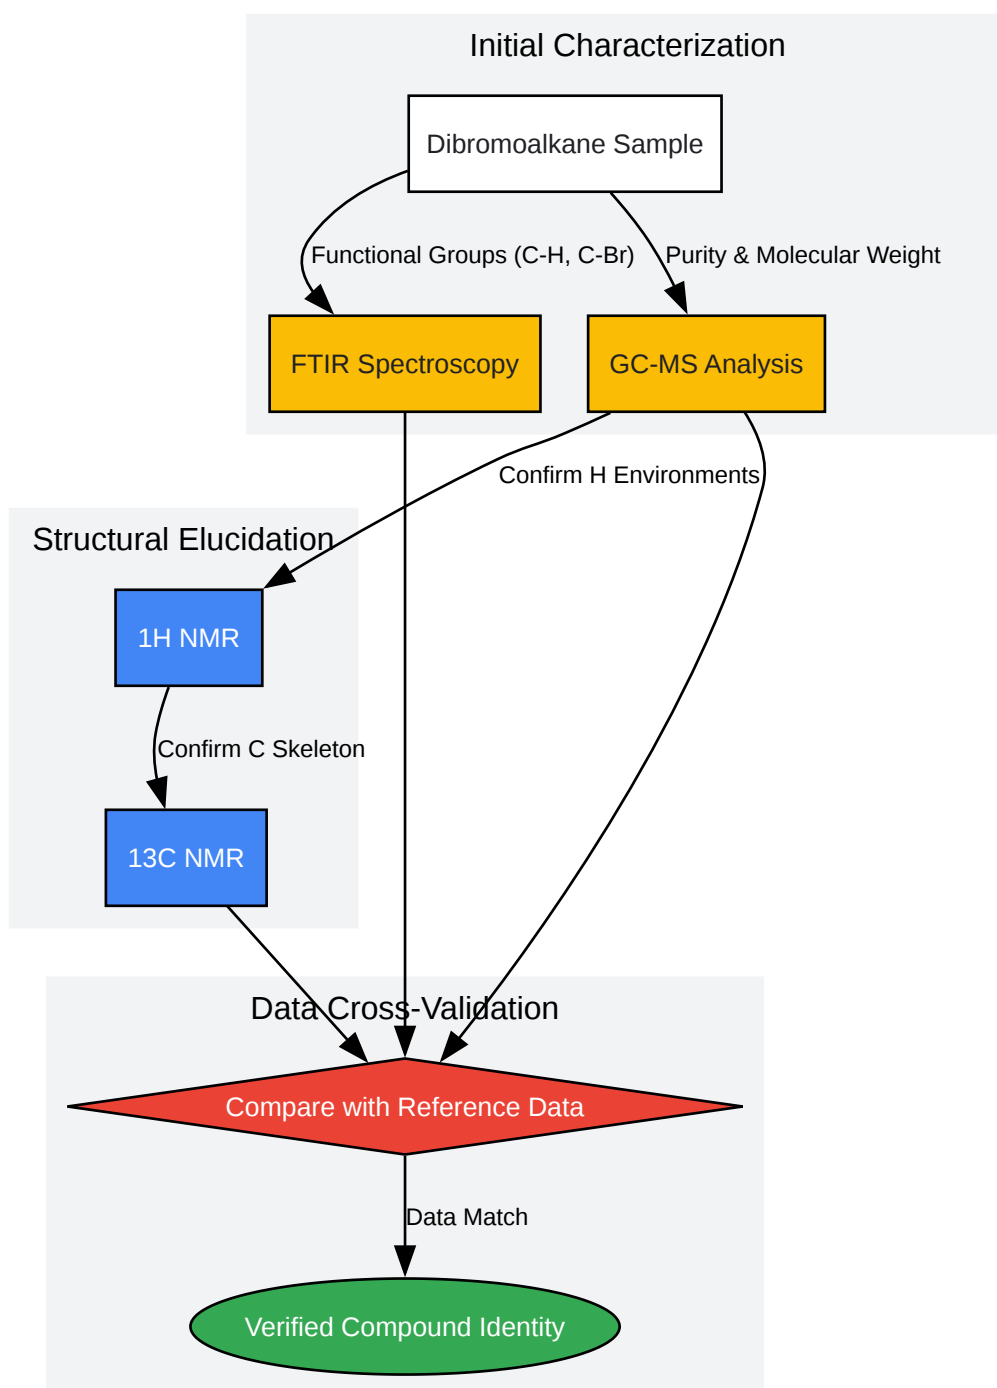 Initial Characterization
Dibromoalkane Sample
Functional Groups (C-H, C-Br)
Purity & Molecular Weight
FTIR Spectroscopy
GC-MS Analysis
Confirm H Environments
Structural Elucidation
1H NMR
Confirm C Skeleton
13C NMR
Data Cross-Validation
Compare with Reference Data
Data Match
Verified Compound Identity